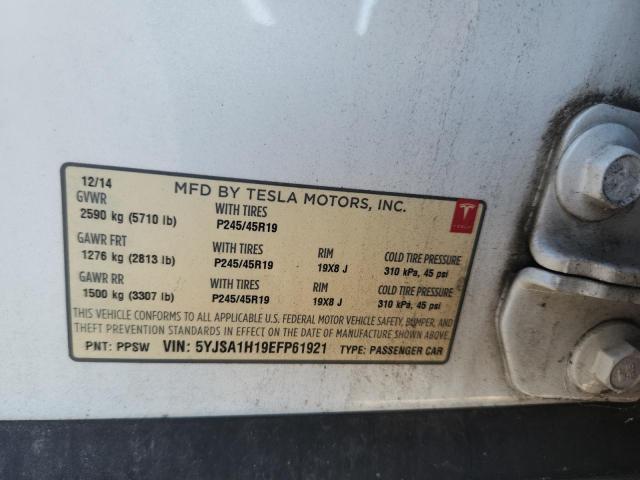 12/14
MFD BY TESLA MOTORS, INC.
GVWR WITH TIRES
2590 kg (5710 lb) P245/45R19
TESLA
GAWR FRT WITH TIRES RIM COLD TIRE PRESSURE
1276 kg (2813 lb) P245/45R19 19X8 J 310 kPa, 45 psi
GAWR RR WITH TIRES RIM COLD TIRE PRESSURE
1500 kg (3307 lb) P245/45R19 19X8 J 310 kPa, 45 psi
THIS VEHICLE CONFORMS TO ALL APPLICABLE U.S. FEDERAL MOTOR VEHICLE SAFETY, BUMPER, AND
THEFT PREVENTION STANDARDS IN EFFECT ON THE DATE OF MANUFACTURE SHOWN ABOVE.
PNT: PPSW VIN: 5YJSA1H19EFP61921 TYPE: PASSENGER CAR